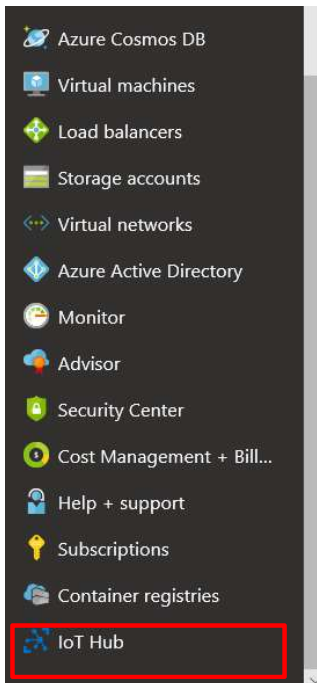 Azure Cosmos DB
Virtual machines
Load balancers
Storage accounts
Virtual networks
Azure Active Directory
Monitor
Advisor
Security Center
Cost Management + Bill...
Help + support
Subscriptions
Container registries
IoT Hub